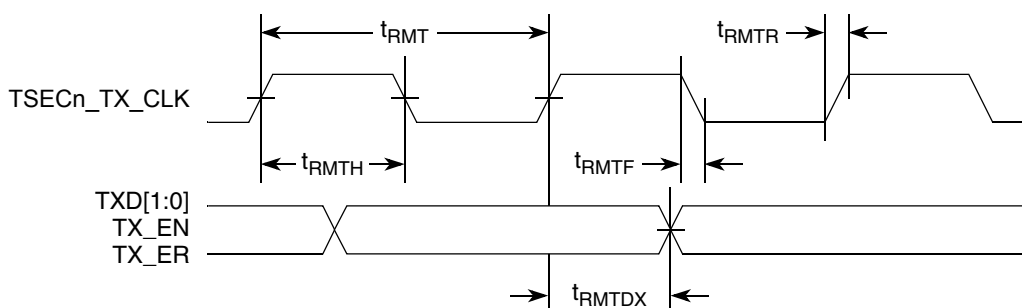 tRMT
tRMTR
TSECn_TX_CLK
tRMTH
tRMTF
TXD[1:0]
TX_EN
TX_ER
tRMTDX